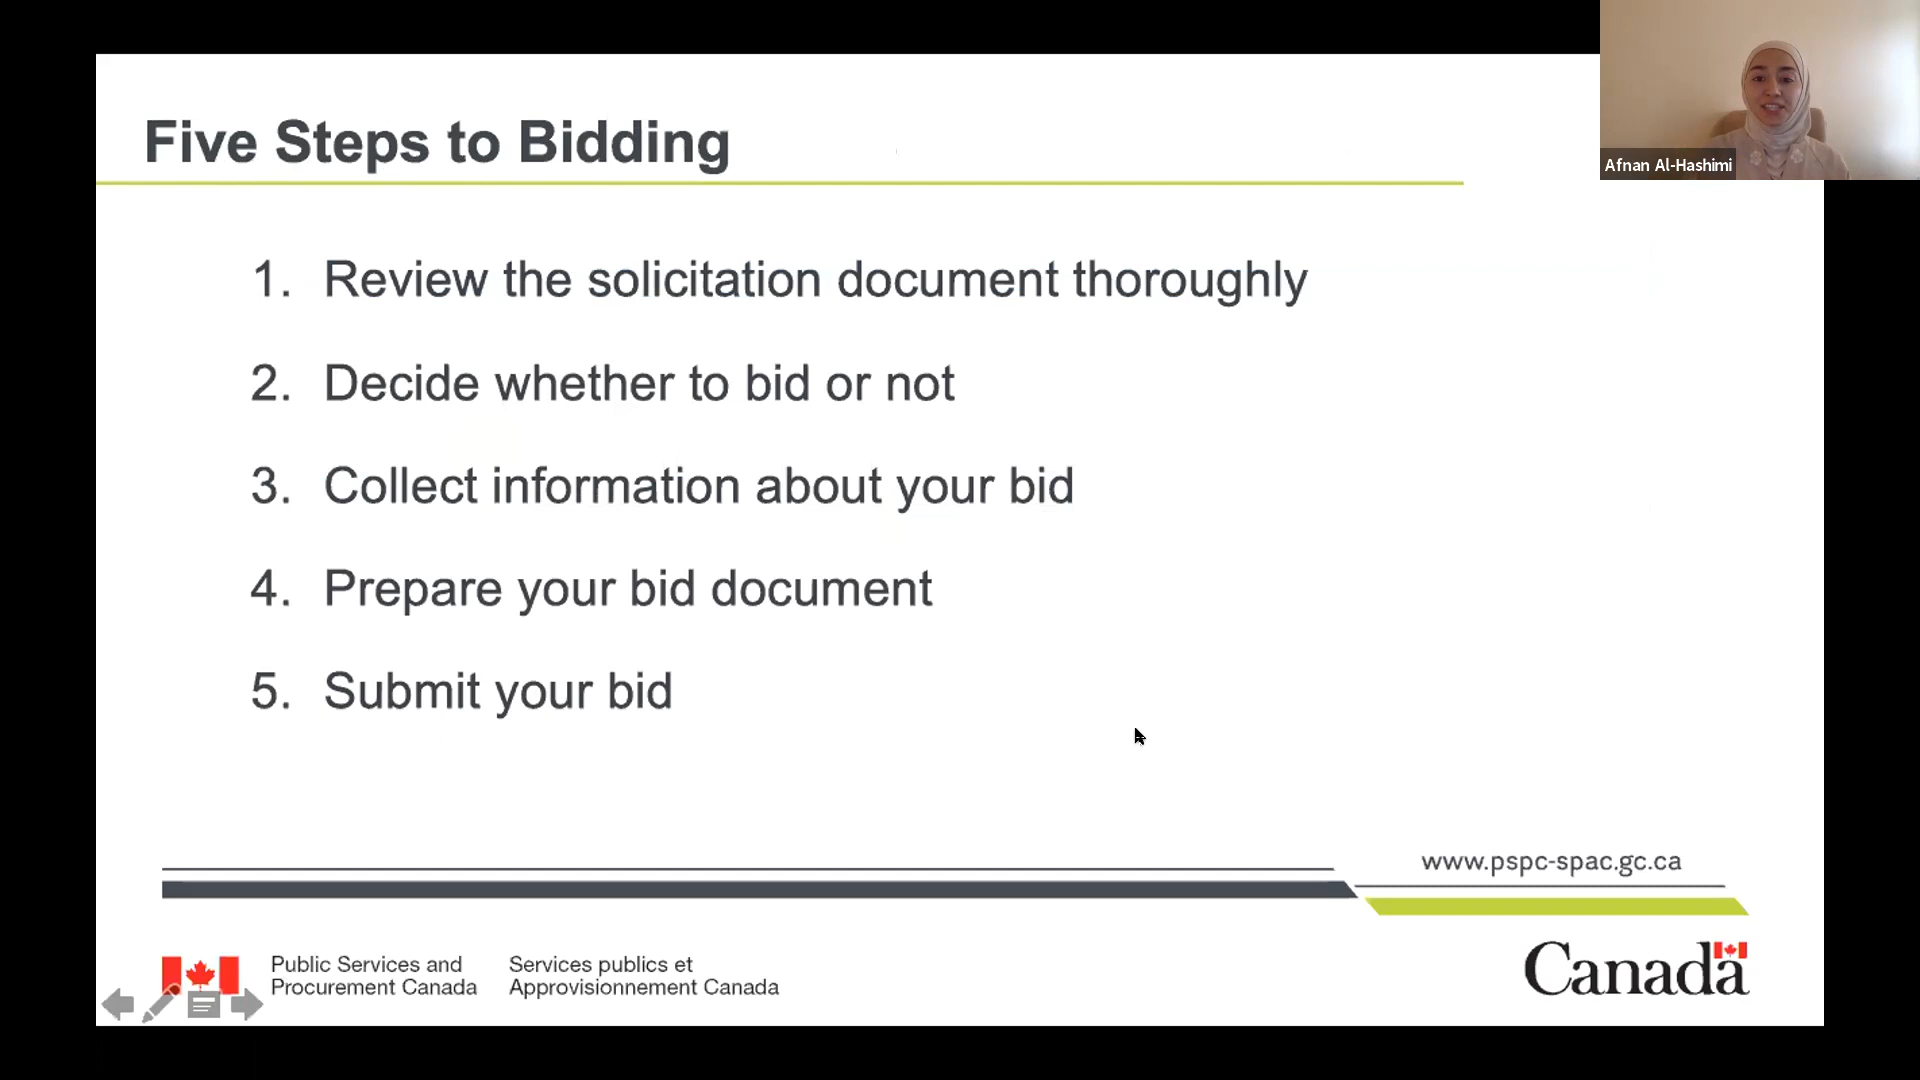 Five Steps to Bidding
Afnan Al-Hashimi
1. Review the solicitation document thoroughly
2. Decide whether to bid or not
3. Collect information about your bid
4. Prepare your bid document
5. Submit your bid
www.pspc-spac.gc.ca
Public Services and
Procurement Canada
Services publics et
Approvisionnement Canada
Canada